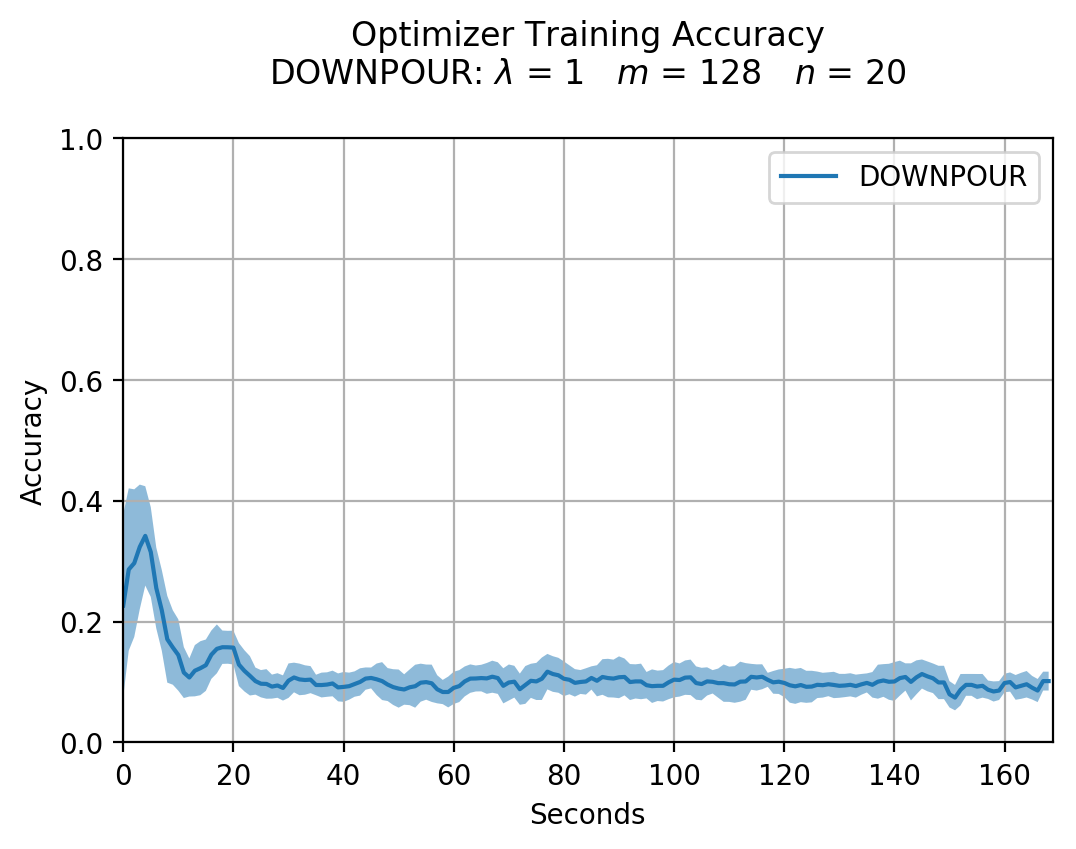 Optimizer Training Accuracy
DOWNPOUR: λ = 1 m = 128 n = 20
DOWNPOUR
1.0
0.8
0.6
0.4
0.2
0.0
Accuracy
0 20 40 60 80 100 120 140 160
Seconds